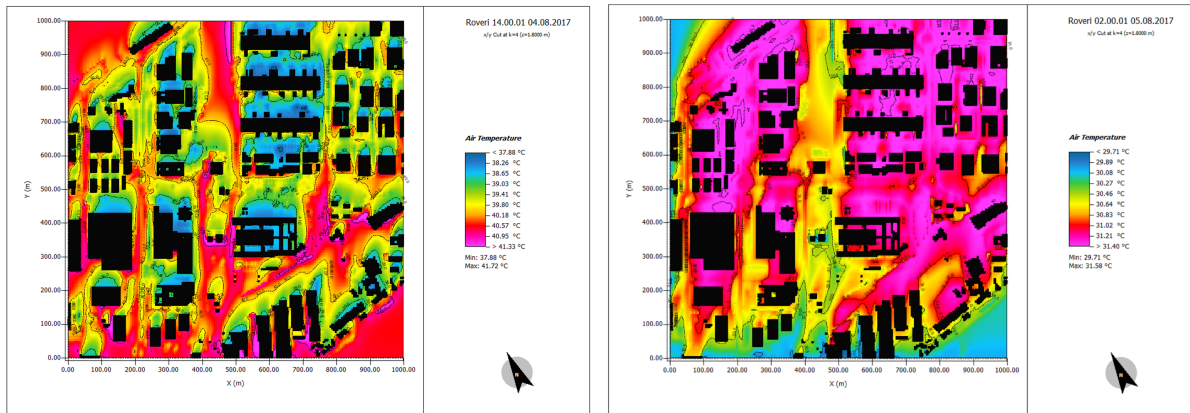 Roveri 14.00.01 04.08.2017
x/y Cut at k=4 (z=1.8000 m)
1000.00
900.00
800.00
700.00
600.00
500.00
400.00
300.00
200.00
100.00
0.00
Y (m)
0.00 100.00 200.00 300.00 400.00 500.00 600.00 700.00 800.00 900.00 1000.00
X (m)
Air Temperature
< 37.88 °C
38.26 °C
38.65 °C
39.03 °C
39.41 °C
39.80 °C
40.18 °C
40.57 °C
40.95 °C
> 41.33 °C
Min: 37.88 °C
Max: 41.72 °C
N
Roveri 02.00.01 05.08.2017
x/y Cut at k=4 (z=1.8000 m)
1000.00
900.00
800.00
700.00
600.00
500.00
400.00
300.00
200.00
100.00
0.00
Y (m)
0.00 100.00 200.00 300.00 400.00 500.00 600.00 700.00 800.00 900.00 1000.00
X (m)
Air Temperature
< 29.71 °C
29.89 °C
30.08 °C
30.27 °C
30.46 °C
30.64 °C
30.83 °C
31.02 °C
31.21 °C
> 31.40 °C
Min: 29.71 °C
Max: 31.58 °C
N